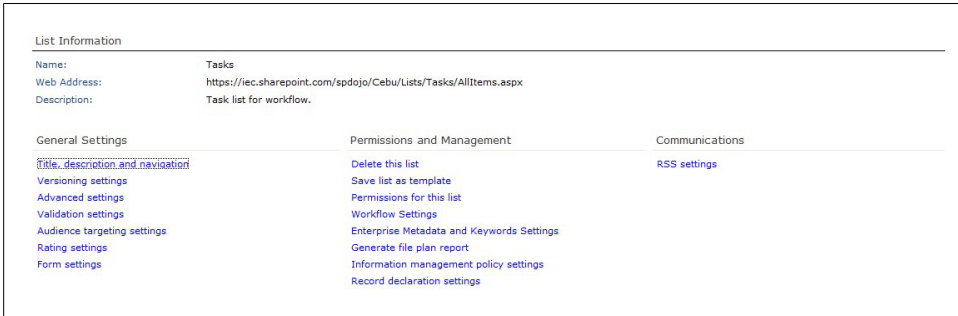 List Information
Name: Tasks
Web Address: https://iec.sharepoint.com/spdojo/Cebu/Lists/Tasks/AllItems.aspx
Description: Task list for workflow.
General Settings
Title, description and navigation
Versioning settings
Advanced settings
Validation settings
Audience targeting settings
Rating settings
Form settings
Permissions and Management
Delete this list
Save list as template
Permissions for this list
Workflow Settings
Enterprise Metadata and Keywords Settings
Generate file plan report
Information management policy settings
Record declaration settings
Communications
RSS settings